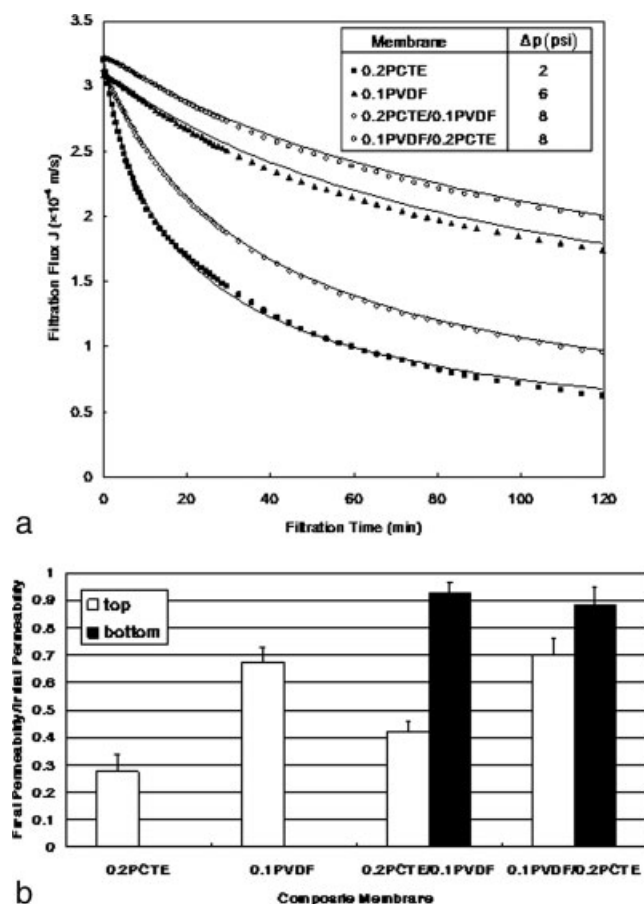 3.5
3
2.5
2
1.5
1
0.5
0
Filtration Flux J (×10⁻⁴ m/s)
Membrane Δp (psi)
0.2PCTE 2
0.1PVDF 6
0.2PCTE/0.1PVDF 8
0.1PVDF/0.2PCTE 8
0 20 40 60 80 100 120
Filtration Time (min)
a
1
0.9
0.8
0.7
0.6
0.5
0.4
0.3
0.2
0.1
0
Final Permeability/Initial Permeability
top
bottom
0.2PCTE 0.1PVDF 0.2PCTE/0.1PVDF 0.1PVDF/0.2PCTE
Composite Membrane
b